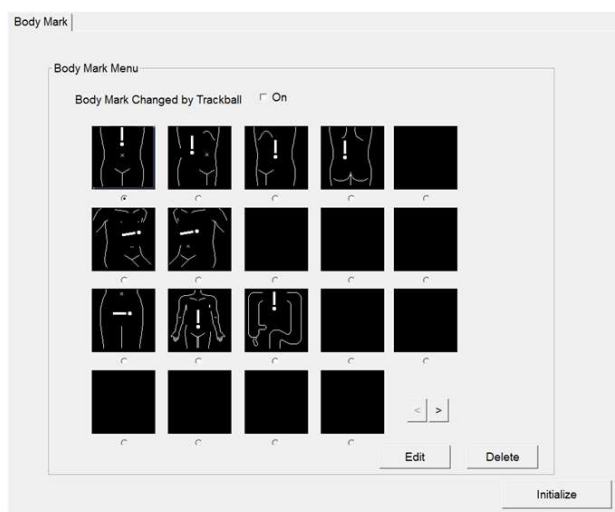 Body Mark
Body Mark Menu
Body Mark Changed by Trackball On
< >
Edit Delete
Initialize